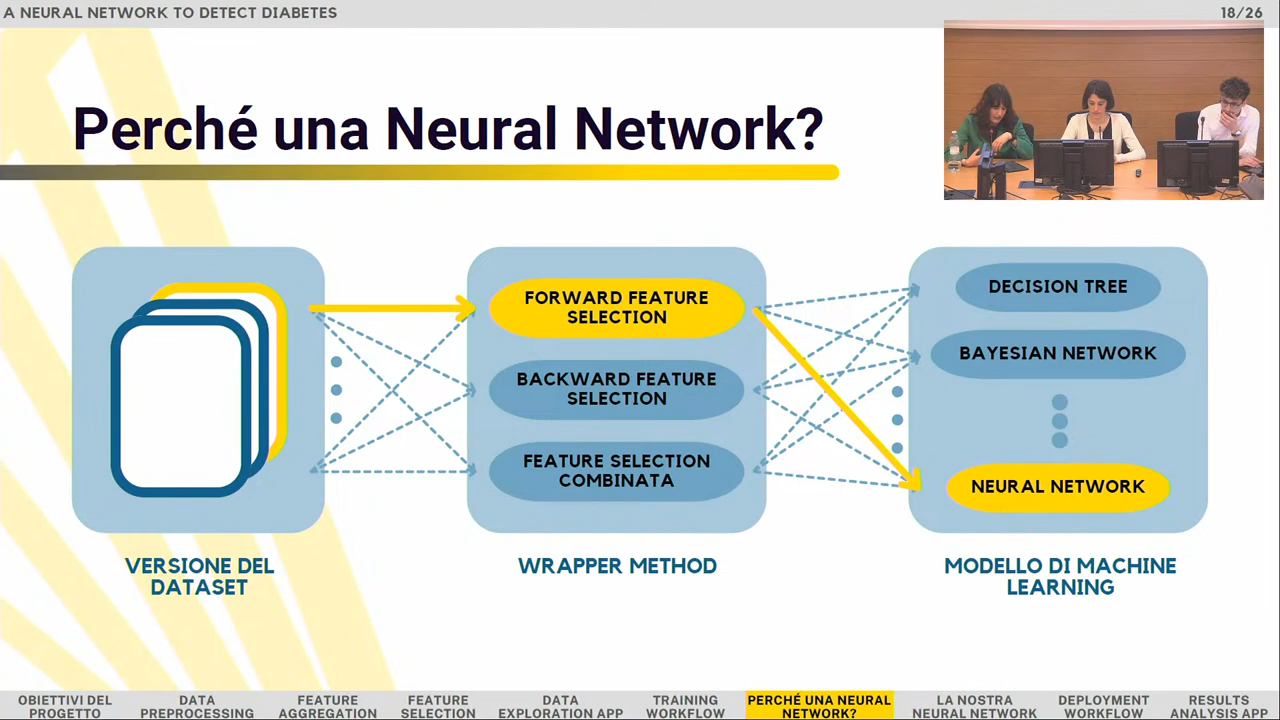 A NEURAL NETWORK TO DETECT DIABETES
18/26
Perché una Neural Network?
FORWARD FEATURE
SELECTION
BACKWARD FEATURE
SELECTION
FEATURE SELECTION
COMBINATA
DECISION TREE
BAYESIAN NETWORK
NEURAL NETWORK
VERSIONE DEL
DATASET
WRAPPER METHOD
MODELLO DI MACHINE
LEARNING
OBIETTIVI DEL
PROGETTO
DATA
PREPROCESSING
FEATURE
AGGREGATION
FEATURE
SELECTION
DATA
EXPLORATION APP
TRAINING
WORKFLOW
PERCHÉ UNA NEURAL
NETWORK?
LA NOSTRA
NEURAL NETWORK
DEPLOYMENT
WORKFLOW
RESULTS
ANALYSIS APP